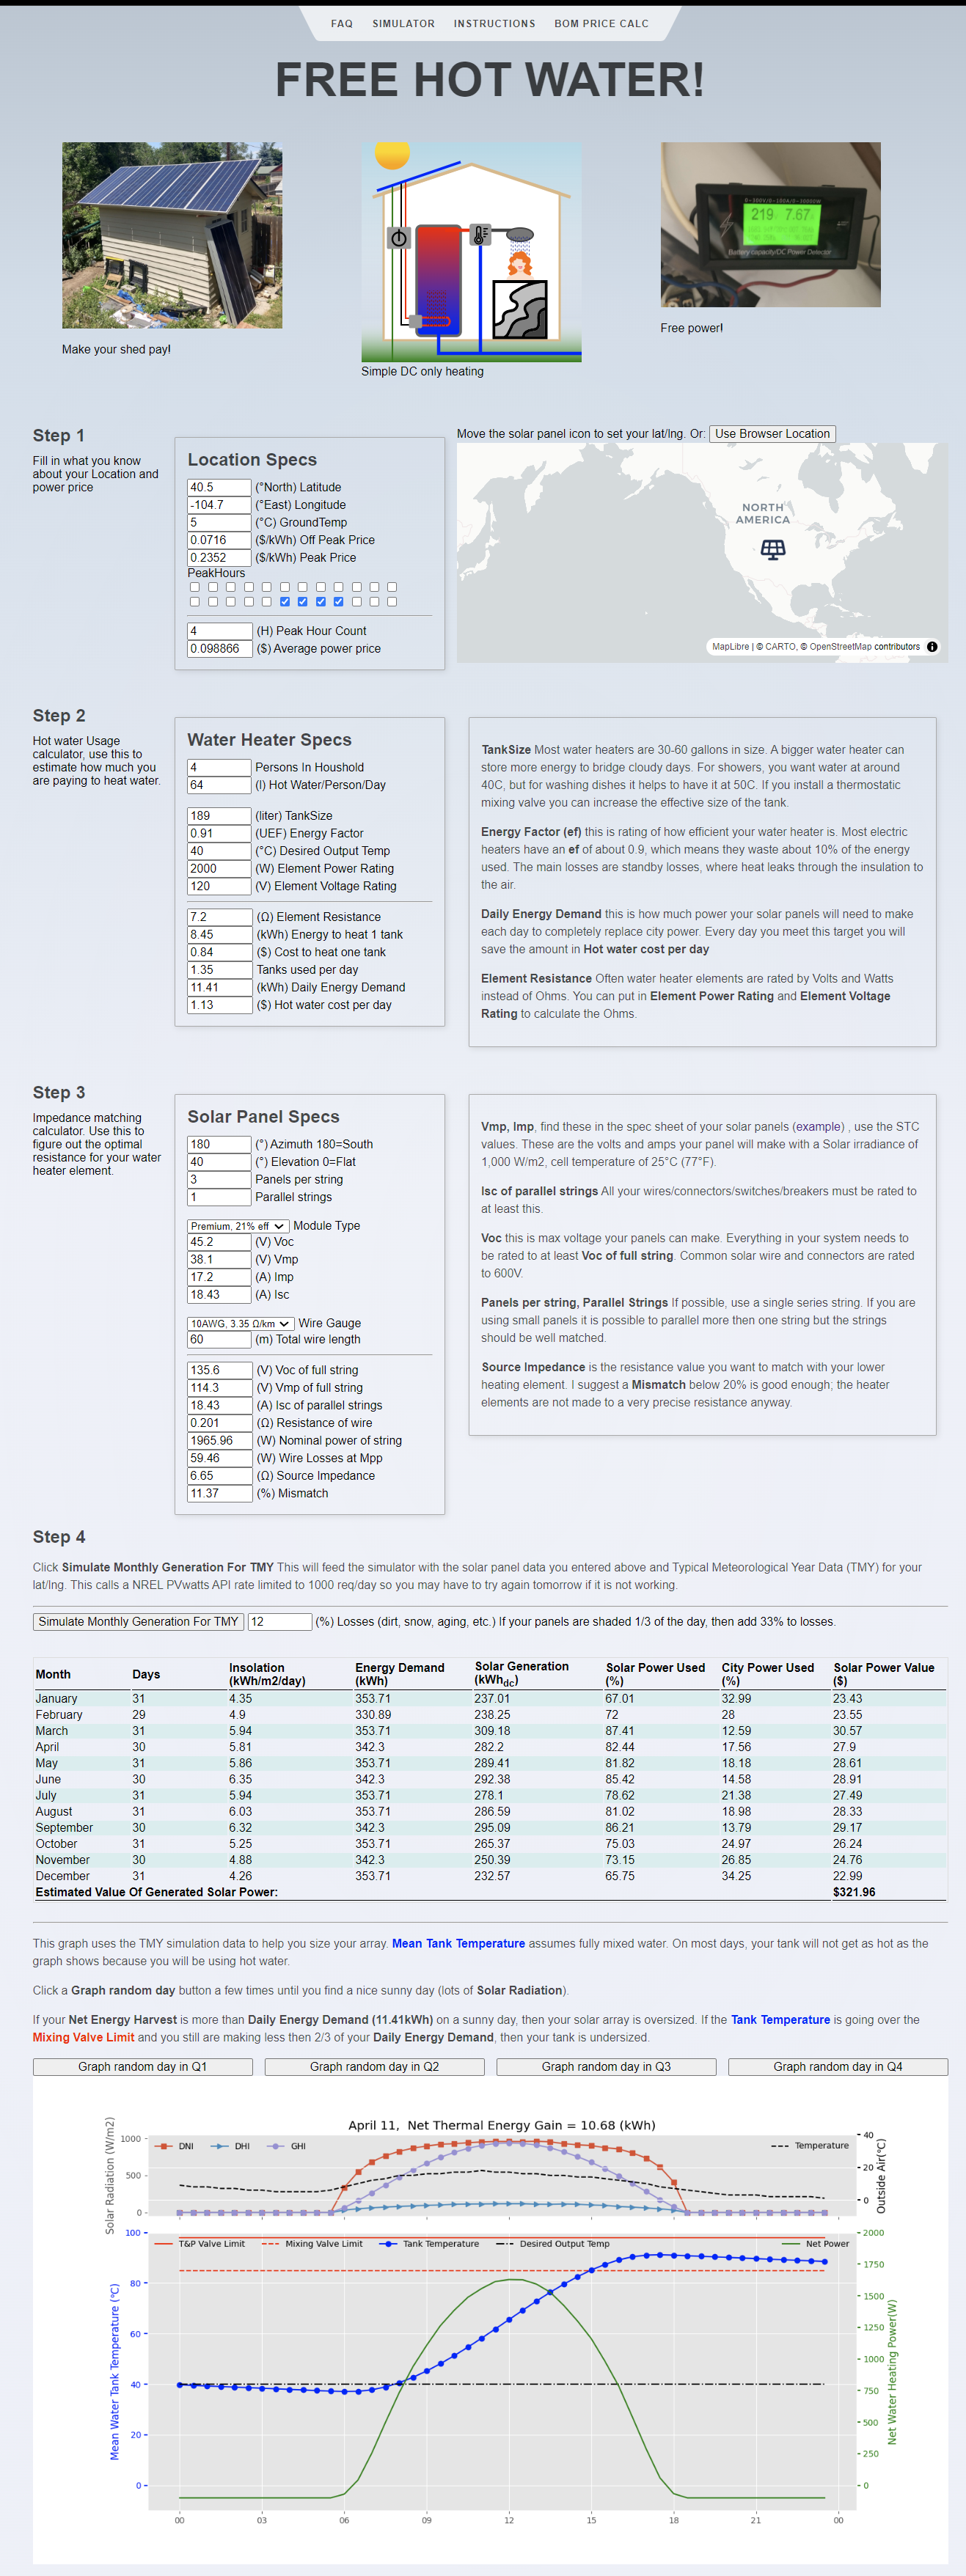 FAQ SIMULATOR INSTRUCTIONS BOM PRICE CALC
FREE HOT WATER!
219 7.67
Battery capacity/DC Power Detector
Make your shed pay!
Simple DC only heating
Free power!
Step 1
Fill in what you know
about your Location and
power price
Location Specs
40.5 (°North) Latitude
-104.7 (°East) Longitude
5 (°C) GroundTemp
0.0716 ($/kWh) Off Peak Price
0.2352 ($/kWh) Peak Price
PeakHours
4 (H) Peak Hour Count
0.098866 ($) Average power price
Move the solar panel icon to set your lat/lng. Or: Use Browser Location
NORTH
AMERICA
MapLibre | © CARTO, © OpenStreetMap contributors
Step 2
Hot water Usage
calculator, use this to
estimate how much you
are paying to heat water.
Water Heater Specs
4 Persons In Houshold
64 (l) Hot Water/Person/Day
189 (liter) TankSize
0.91 (UEF) Energy Factor
40 (°C) Desired Output Temp
2000 (W) Element Power Rating
120 (V) Element Voltage Rating
7.2 (Ω) Element Resistance
8.45 (kWh) Energy to heat 1 tank
0.84 ($) Cost to heat one tank
1.35 Tanks used per day
11.41 (kWh) Daily Energy Demand
1.13 ($) Hot water cost per day
TankSize Most water heaters are 30-60 gallons in size. A bigger water heater can
store more energy to bridge cloudy days. For showers, you want water at around
40C, but for washing dishes it helps to have it at 50C. If you install a thermostatic
mixing valve you can increase the effective size of the tank.
Energy Factor (ef) this is rating of how efficient your water heater is. Most electric
heaters have an ef of about 0.9, which means they waste about 10% of the energy
used. The main losses are standby losses, where heat leaks through the insulation to
the air.
Daily Energy Demand this is how much power your solar panels will need to make
each day to completely replace city power. Every day you meet this target you will
save the amount in Hot water cost per day
Element Resistance Often water heater elements are rated by Volts and Watts
instead of Ohms. You can put in Element Power Rating and Element Voltage
Rating to calculate the Ohms.
Step 3
Impedance matching
calculator. Use this to
figure out the optimal
resistance for your water
heater element.
Solar Panel Specs
180 (°) Azimuth 180=South
40 (°) Elevation 0=Flat
3 Panels per string
1 Parallel strings
Premium, 21% eff Module Type
45.2 (V) Voc
38.1 (V) Vmp
17.2 (A) Imp
18.43 (A) Isc
10AWG, 3.35 Ω/km Wire Gauge
60 (m) Total wire length
135.6 (V) Voc of full string
114.3 (V) Vmp of full string
18.43 (A) Isc of parallel strings
0.201 (Ω) Resistance of wire
1965.96 (W) Nominal power of string
59.46 (W) Wire Losses at Mpp
6.65 (Ω) Source Impedance
11.37 (%) Mismatch
Vmp, Imp, find these in the spec sheet of your solar panels (example) , use the STC
values. These are the volts and amps your panel will make with a Solar irradiance of
1,000 W/m2, cell temperature of 25°C (77°F).
Isc of parallel strings All your wires/connectors/switches/breakers must be rated to
at least this.
Voc this is max voltage your panels can make. Everything in your system needs to
be rated to at least Voc of full string. Common solar wire and connectors are rated
to 600V.
Panels per string, Parallel Strings If possible, use a single series string. If you are
using small panels it is possible to parallel more then one string but the strings
should be well matched.
Source Impedance is the resistance value you want to match with your lower
heating element. I suggest a Mismatch below 20% is good enough; the heater
elements are not made to a very precise resistance anyway.
Step 4
Click Simulate Monthly Generation For TMY This will feed the simulator with the solar panel data you entered above and Typical Meteorological Year Data (TMY) for your
lat/lng. This calls a NREL PVwatts API rate limited to 1000 req/day so you may have to try again tomorrow if it is not working.
Simulate Monthly Generation For TMY 12 (%) Losses (dirt, snow, aging, etc.) If your panels are shaded 1/3 of the day, then add 33% to losses.
Month Days Insolation (kWh/m2/day) Energy Demand (kWh) Solar Generation (kWhdc) Solar Power Used (%) City Power Used (%) Solar Power Value ($)
January 31 4.35 353.71 237.01 67.01 32.99 23.43
February 29 4.9 330.89 238.25 72 28 23.55
March 31 5.94 353.71 309.18 87.41 12.59 30.57
April 30 5.81 342.3 282.2 82.44 17.56 27.9
May 31 5.86 353.71 289.41 81.82 18.18 28.61
June 30 6.35 342.3 292.38 85.42 14.58 28.91
July 31 5.94 353.71 278.1 78.62 21.38 27.49
August 31 6.03 353.71 286.59 81.02 18.98 28.33
September 30 6.32 342.3 295.09 86.21 13.79 29.17
October 31 5.25 353.71 265.37 75.03 24.97 26.24
November 30 4.88 342.3 250.39 73.15 26.85 24.76
December 31 4.26 353.71 232.57 65.75 34.25 22.99
Estimated Value Of Generated Solar Power: $321.96
This graph uses the TMY simulation data to help you size your array. Mean Tank Temperature assumes fully mixed water. On most days, your tank will not get as hot as the
graph shows because you will be using hot water.
Click a Graph random day button a few times until you find a nice sunny day (lots of Solar Radiation).
If your Net Energy Harvest is more than Daily Energy Demand (11.41kWh) on a sunny day, then your solar array is oversized. If the Tank Temperature is going over the
Mixing Valve Limit and you still are making less then 2/3 of your Daily Energy Demand, then your tank is undersized.
Graph random day in Q1 Graph random day in Q2 Graph random day in Q3 Graph random day in Q4
April 11, Net Thermal Energy Gain = 10.68 (kWh)
Solar Radiation (W/m2)
1000
500
0
DNI DHI GHI Temperature
40
20
0
Outside Air(°C)
Mean Water Tank Temperature (°C)
100
80
60
40
20
0
T&P Valve Limit Mixing Valve Limit Tank Temperature Desired Output Temp Net Power
2000
1750
1500
1250
1000
750
500
250
0
Net Water Heating Power(W)
00 03 06 09 12 15 18 21 00